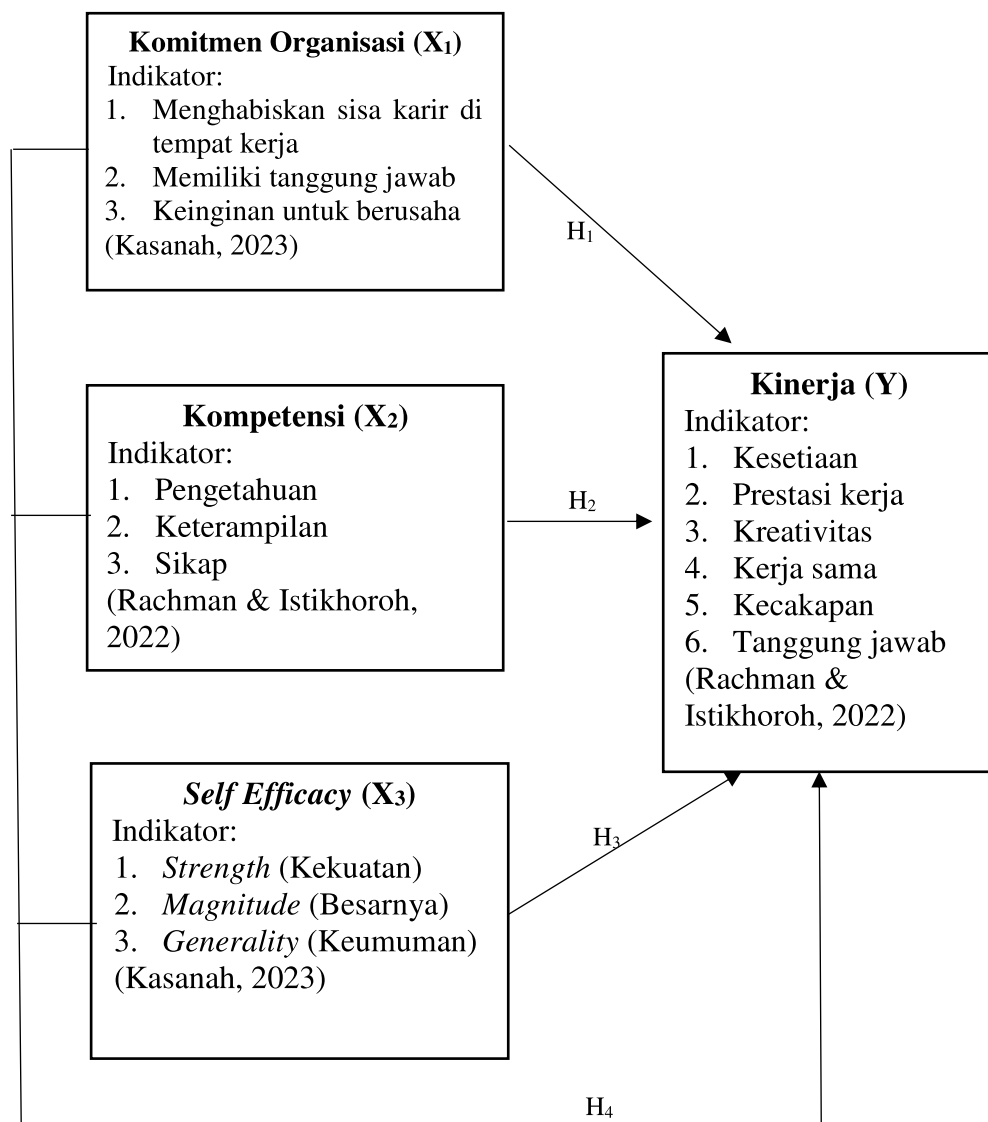 Komitmen Organisasi (X₁)
Indikator:
1. Menghabiskan sisa karir di
tempat kerja
2. Memiliki tanggung jawab
3. Keinginan untuk berusaha
(Kasanah, 2023)
H₁
Kompetensi (X₂)
Indikator:
1. Pengetahuan
2. Keterampilan
3. Sikap
(Rachman & Istikhoroh,
2022)
H₂
Kinerja (Y)
Indikator:
1. Kesetiaan
2. Prestasi kerja
3. Kreativitas
4. Kerja sama
5. Kecakapan
6. Tanggung jawab
(Rachman &
Istikhoroh, 2022)
Self Efficacy (X₃)
Indikator:
1. Strength (Kekuatan)
2. Magnitude (Besarnya)
3. Generality (Keumuman)
(Kasanah, 2023)
H₃
H₄